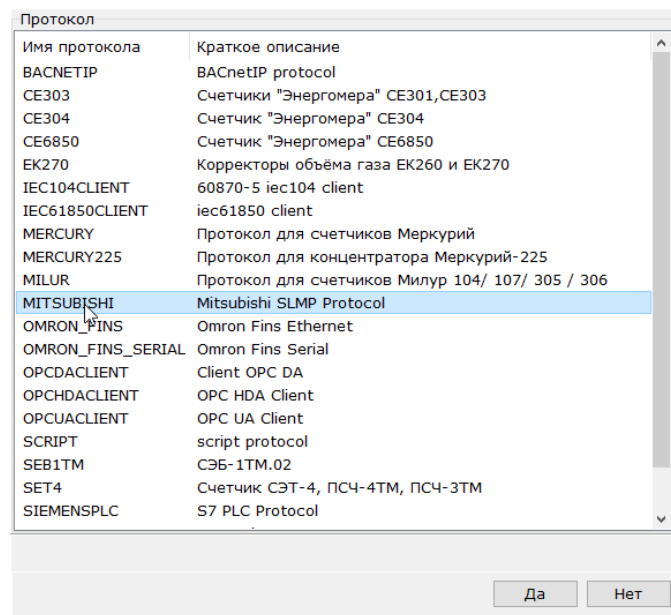 Протокол
Имя протокола Краткое описание
BACNETIP BACnetIP protocol
CE303 Счетчики "Энергомера" CE301,CE303
CE304 Счетчик "Энергомера" CE304
CE6850 Счетчик "Энергомера" CE6850
EK270 Корректоры объёма газа EK260 и EK270
IEC104CLIENT 60870-5 iec104 client
IEC61850CLIENT iec61850 client
MERCURY Протокол для счетчиков Меркурий
MERCURY225 Протокол для концентратора Меркурий-225
MILUR Протокол для счетчиков Милур 104/ 107/ 305 / 306
MITSUBISHI Mitsubishi SLMP Protocol
OMRON_FINS Omron Fins Ethernet
OMRON_FINS_SERIAL Omron Fins Serial
OPCDACLIENT Client OPC DA
OPCHDACLIENT OPC HDA Client
OPCUACLIENT OPC UA Client
SCRIPT script protocol
SEB1TM СЭБ-1ТМ.02
SET4 Счетчик СЭТ-4, ПСЧ-4ТМ, ПСЧ-3ТМ
SIEMENSPLC S7 PLC Protocol
Да Нет